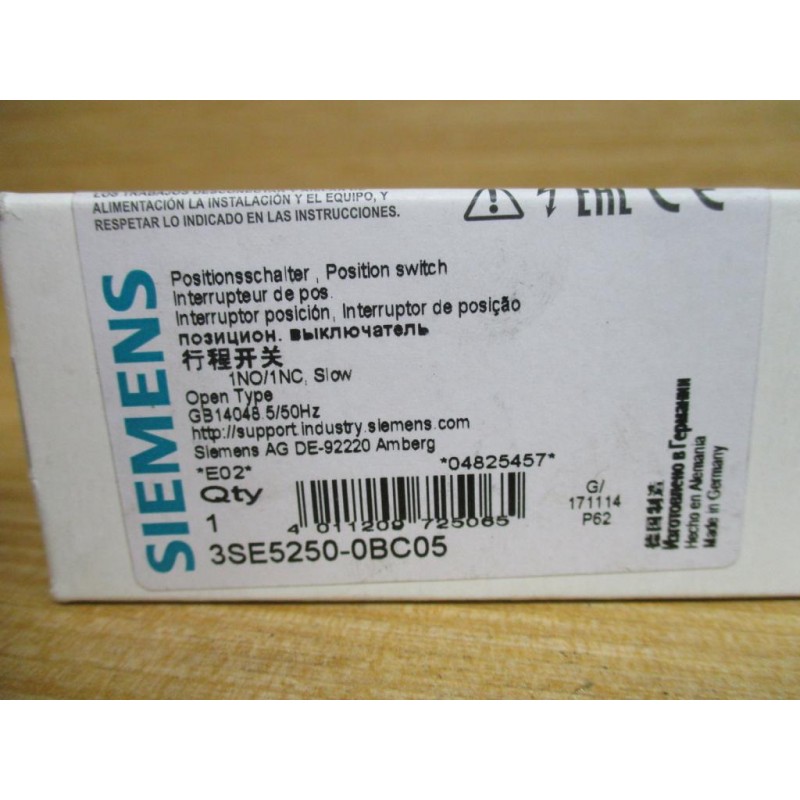 ALIMENTACIÓN LA INSTALACIÓN Y EL EQUIPO, Y
RESPETAR LO INDICADO EN LAS INSTRUCCIONES.
EAC CE
SIEMENS
Positionsschalter , Position switch
Interrupteur de pos.
Interruptor posición, Interruptor de posição
позицион. выключатель
行程开关
1NO/1NC, Slow
Open Type
GB14048.5/50Hz
http://support.industry.siemens.com
Siemens AG DE-92220 Amberg
*E02* *04825457*
Qty
1
4 011209 725065
3SE5250-0BC05
G/
171114
P62
德国制造
Изготовлено в Германии
Hecho en Alemania
Made in Germany